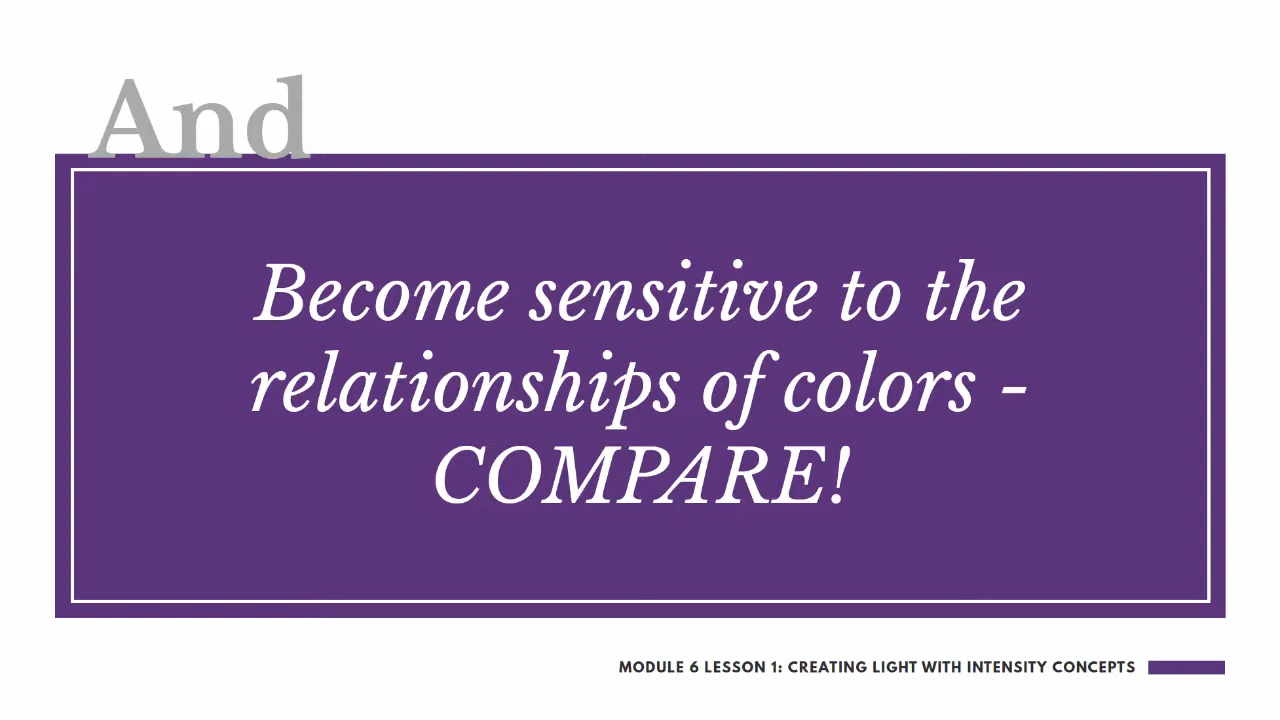 And
Become sensitive to the
relationships of colors -
COMPARE!
MODULE 6 LESSON 1: CREATING LIGHT WITH INTENSITY CONCEPTS